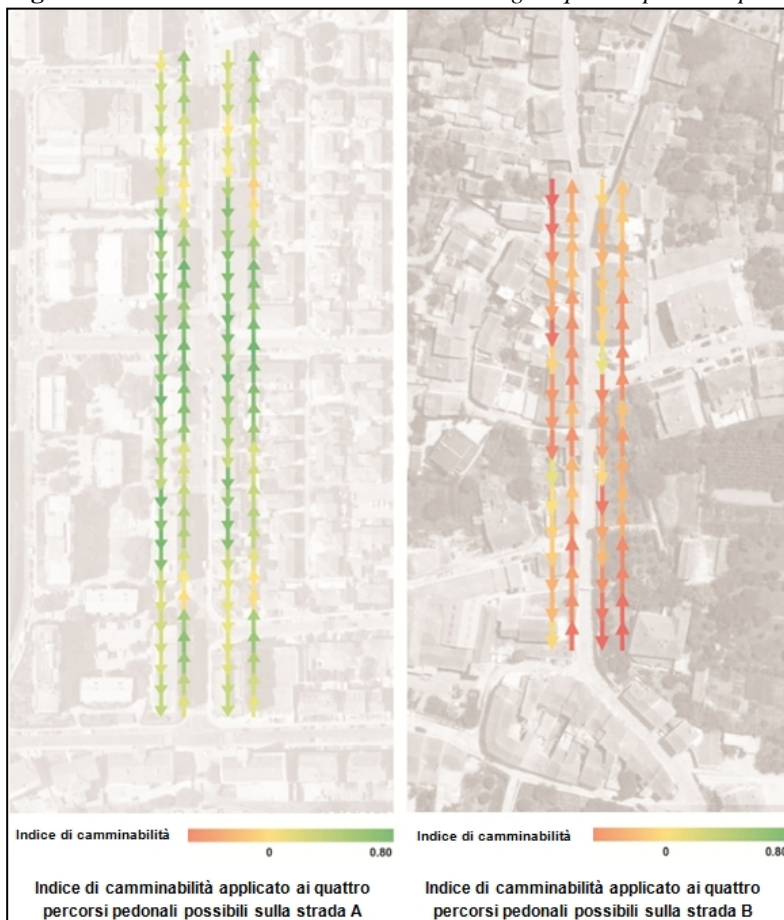 Indice di camminabilità
0
0.80
Indice di camminabilità applicato ai quattro
percorsi pedonali possibili sulla strada A
Indice di camminabilità
0
0.80
Indice di camminabilità applicato ai quattro
percorsi pedonali possibili sulla strada B